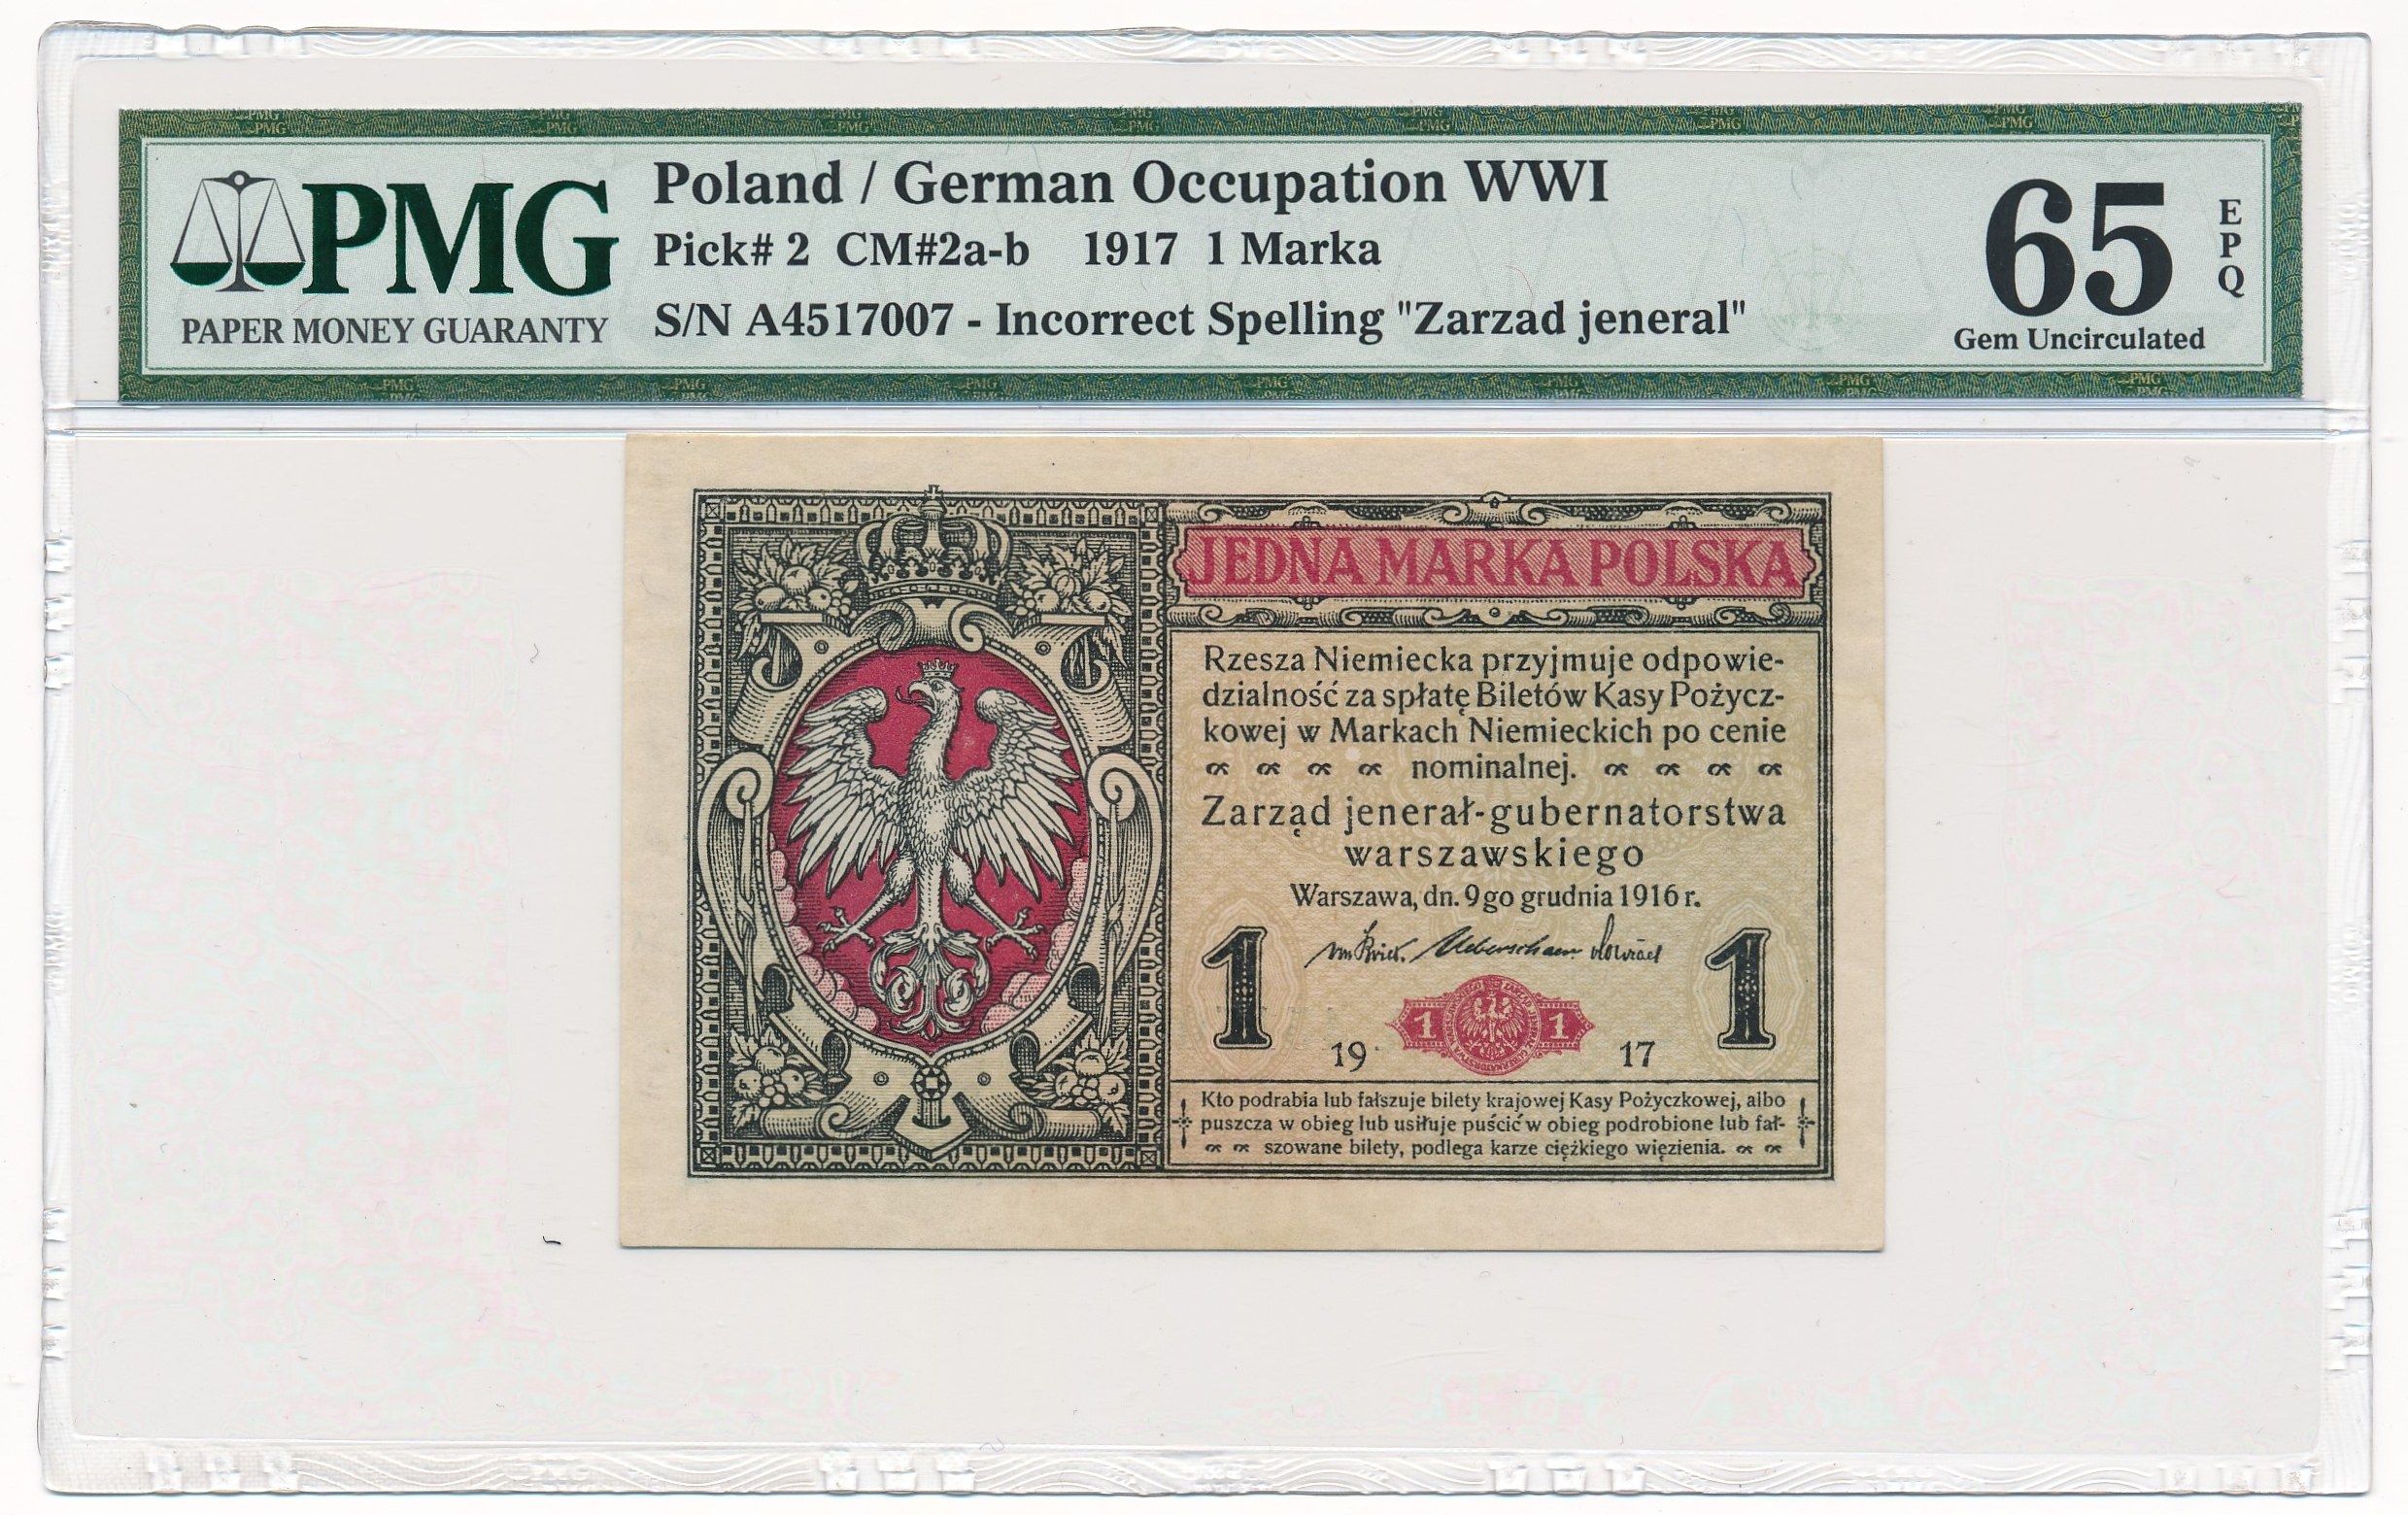 PMG
PAPER MONEY GUARANTY
Poland / German Occupation WWI
Pick# 2 CM#2a-b 1917 1 Marka
S/N A4517007 - Incorrect Spelling "Zarzad jeneral"
65
EPQ
Gem Uncirculated
JEDNA MARKA POLSKA
Rzesza Niemiecka przyjmuje odpowie-
dzialność za spłatę Biletów Kasy Pożycz-
kowej w Markach Niemieckich po cenie
nominalnej.
Zarząd jenerał-gubernatorstwa
warszawskiego
Warszawa, dn. 9go grudnia 1916 r.
1 1
1 1
19 17
Kto podrabia lub fałszuje bilety krajowej Kasy Pożyczkowej, albo
puszcza w obieg lub usiłuje puścić w obieg podrobione lub fał-
szowane bilety, podlega karze ciężkiego więzienia.